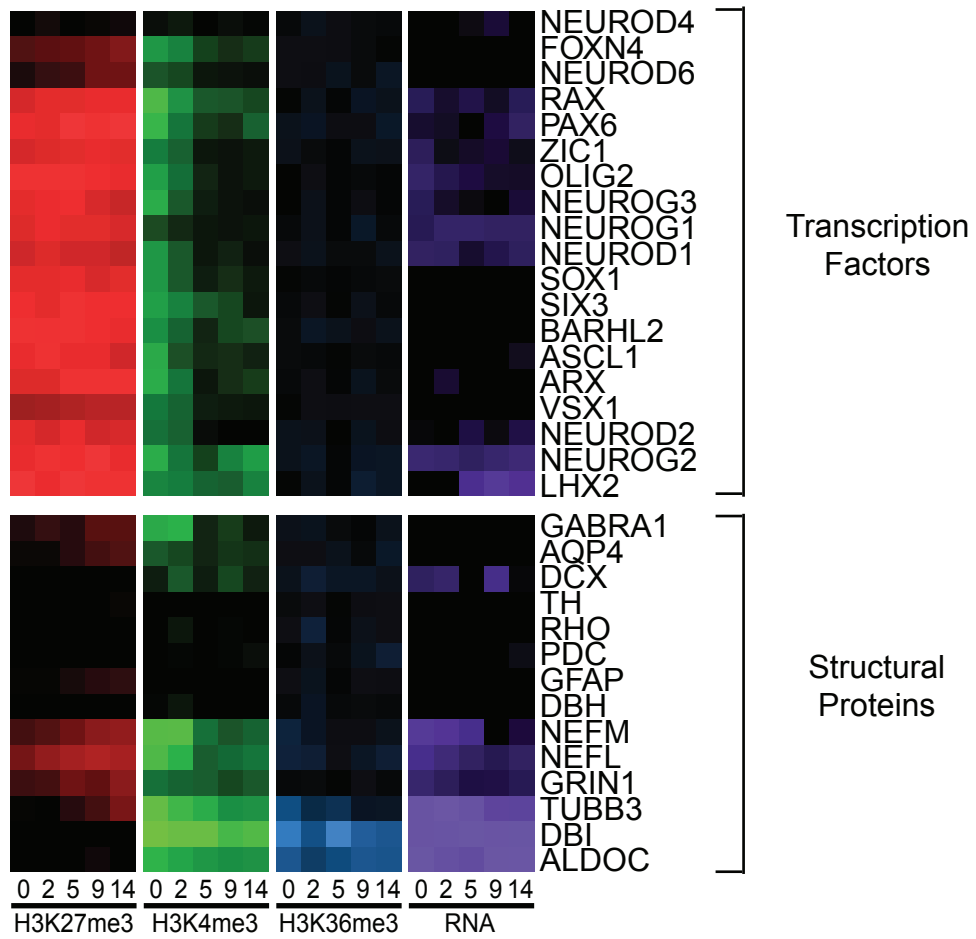 NEUROD4
FOXN4
NEUROD6
RAX
PAX6
ZIC1
OLIG2
NEUROG3
NEUROG1
NEUROD1
SOX1
SIX3
BARHL2
ASCL1
ARX
VSX1
NEUROD2
NEUROG2
LHX2
Transcription
Factors
GABRA1
AQP4
DCX
TH
RHO
PDC
GFAP
DBH
NEFM
NEFL
GRIN1
TUBB3
DBI
ALDOC
Structural
Proteins
0 2 5 9 14 0 2 5 9 14 0 2 5 9 14 0 2 5 9 14
H3K27me3 H3K4me3 H3K36me3 RNA